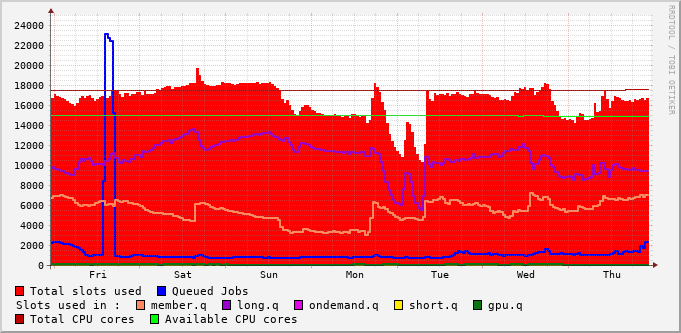 RRDTOOL / TOBI OETIKER
24000
22000
20000
18000
16000
14000
12000
10000
8000
6000
4000
2000
0
Fri Sat Sun Mon Tue Wed Thu
Total slots used Queued Jobs
Slots used in : member.q long.q ondemand.q short.q gpu.q
Total CPU cores Available CPU cores